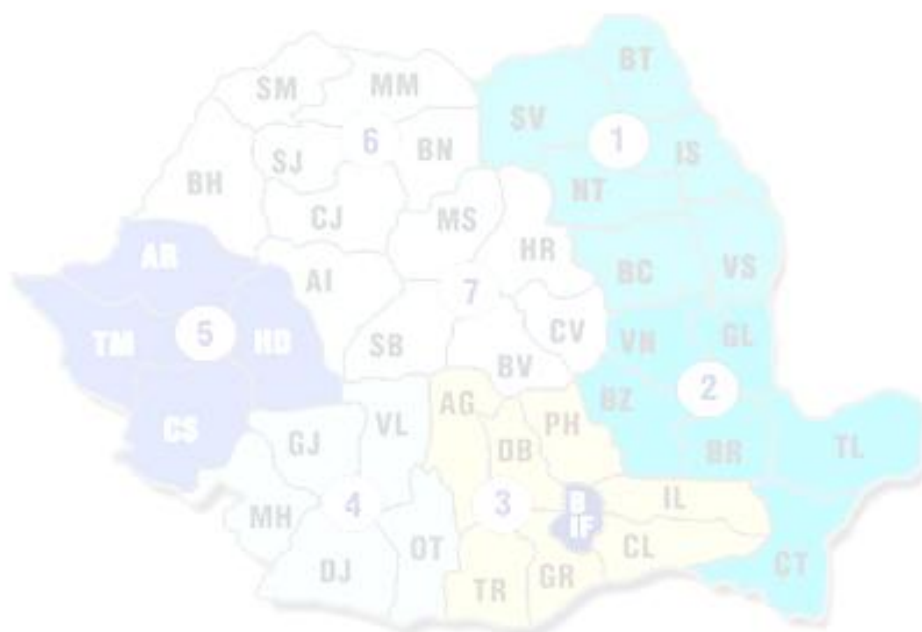 BT
SM
MM
SV
1
IS
6
BN
SJ
BH
NT
CJ
MS
HR
AR
AI
BC
VS
7
5
TM
HD
SB
CV
VN
GL
BV
2
BZ
AG
CS
VL
PH
GJ
DB
BR
TL
4
3
B
IL
MH
IF
OT
CL
DJ
GR
TR
CT